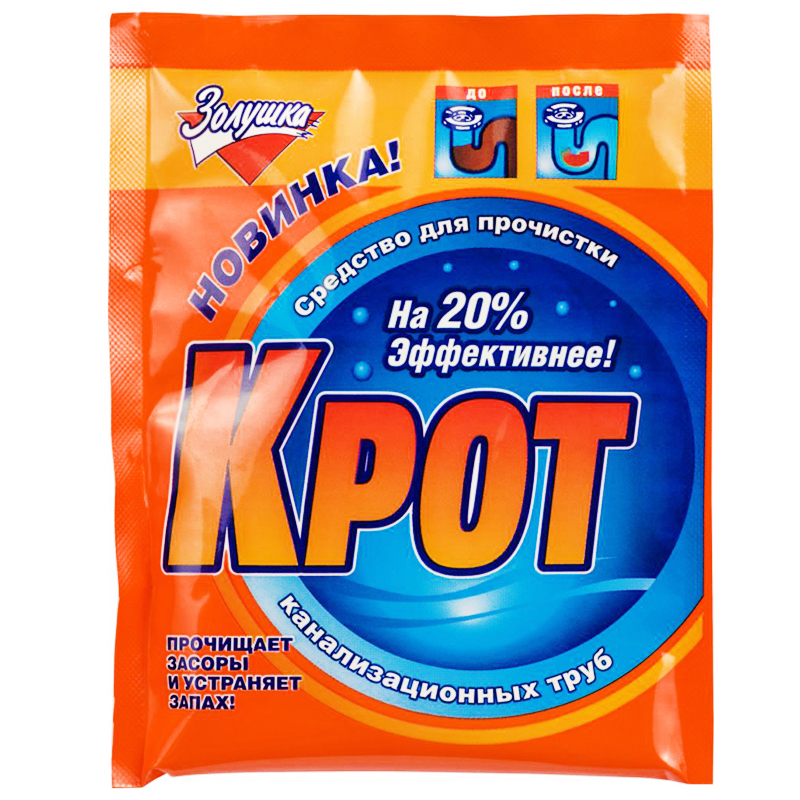 Золушка
до
после
НОВИНКА!
Средство для прочистки
На 20%
Эффективнее!
КРОТ
канализационных труб
ПРОЧИЩАЕТ
ЗАСОРЫ
И УСТРАНЯЕТ
ЗАПАХ!